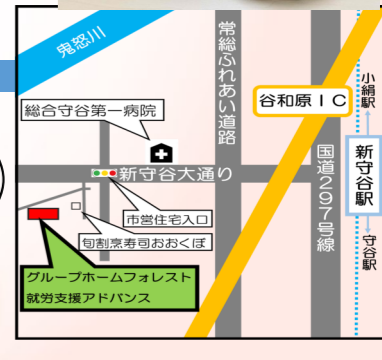 鬼怒川
常総ふれあい道路
小絹駅
谷和原IC
総合守谷第一病院
新守谷駅
国道297号線
新守谷大通り
市営住宅入口
旬割烹寿司おおくぼ
守谷駅
グループホームフォレスト
就労支援アドバンス